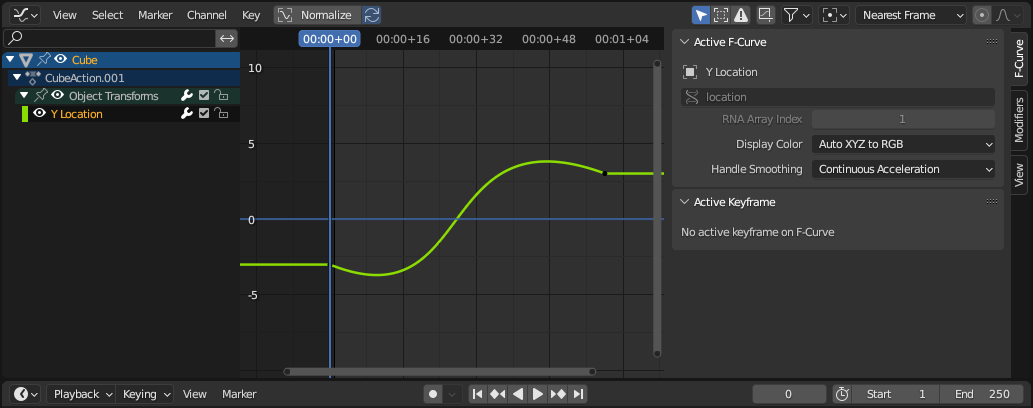 View Select Marker Channel Key Normalize Nearest Frame
00:00+00 00:00+16 00:00+32 00:00+48 00:01+04
Cube
CubeAction.001
Object Transforms
Y Location
10
5
0
-5
Active F-Curve
Y Location
location
RNA Array Index 1
Display Color Auto XYZ to RGB
Handle Smoothing Continuous Acceleration
Active Keyframe
No active keyframe on F-Curve
F-Curve
Modifiers
View
Playback Keying View Marker 0 Start 1 End 250